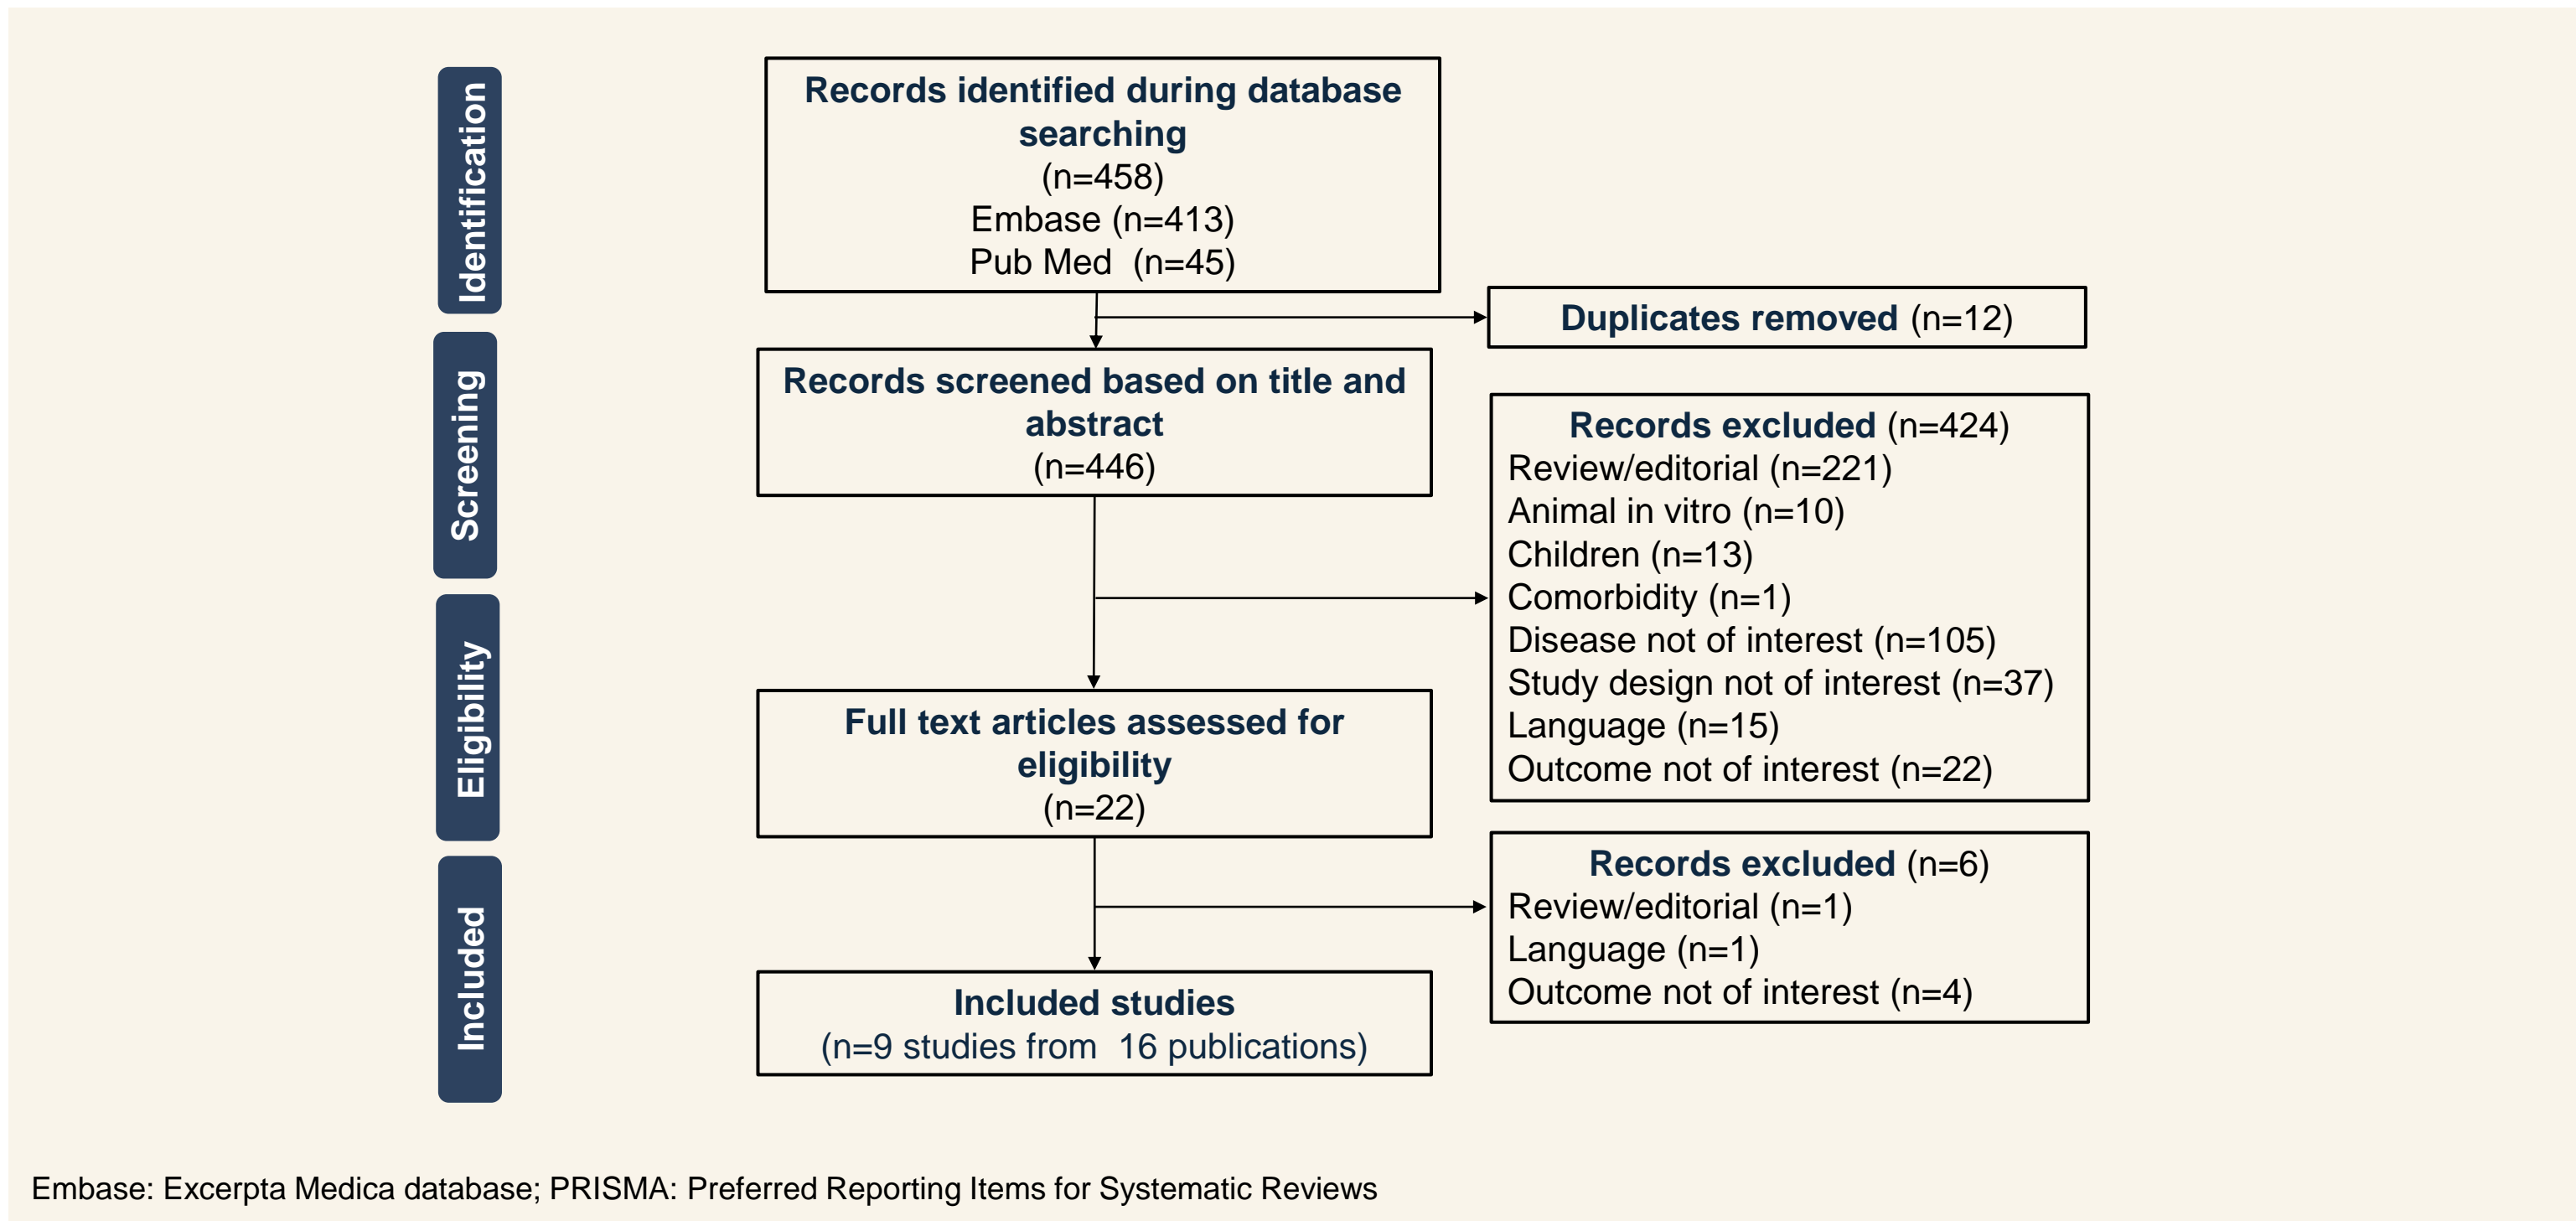 Identification
Records identified during database
searching
(n=458)
Embase (n=413)
Pub Med  (n=45)
Duplicates removed (n=12)
Screening
Records screened based on title and
abstract
(n=446)
Records excluded (n=424)
Review/editorial (n=221)
Animal in vitro (n=10)
Children (n=13)
Comorbidity (n=1)
Disease not of interest (n=105)
Study design not of interest (n=37)
Language (n=15)
Outcome not of interest (n=22)
Eligibility
Full text articles assessed for
eligibility
(n=22)
Records excluded (n=6)
Review/editorial (n=1)
Language (n=1)
Outcome not of interest (n=4)
Included
Included studies
(n=9 studies from  16 publications)
Embase: Excerpta Medica database; PRISMA: Preferred Reporting Items for Systematic Reviews